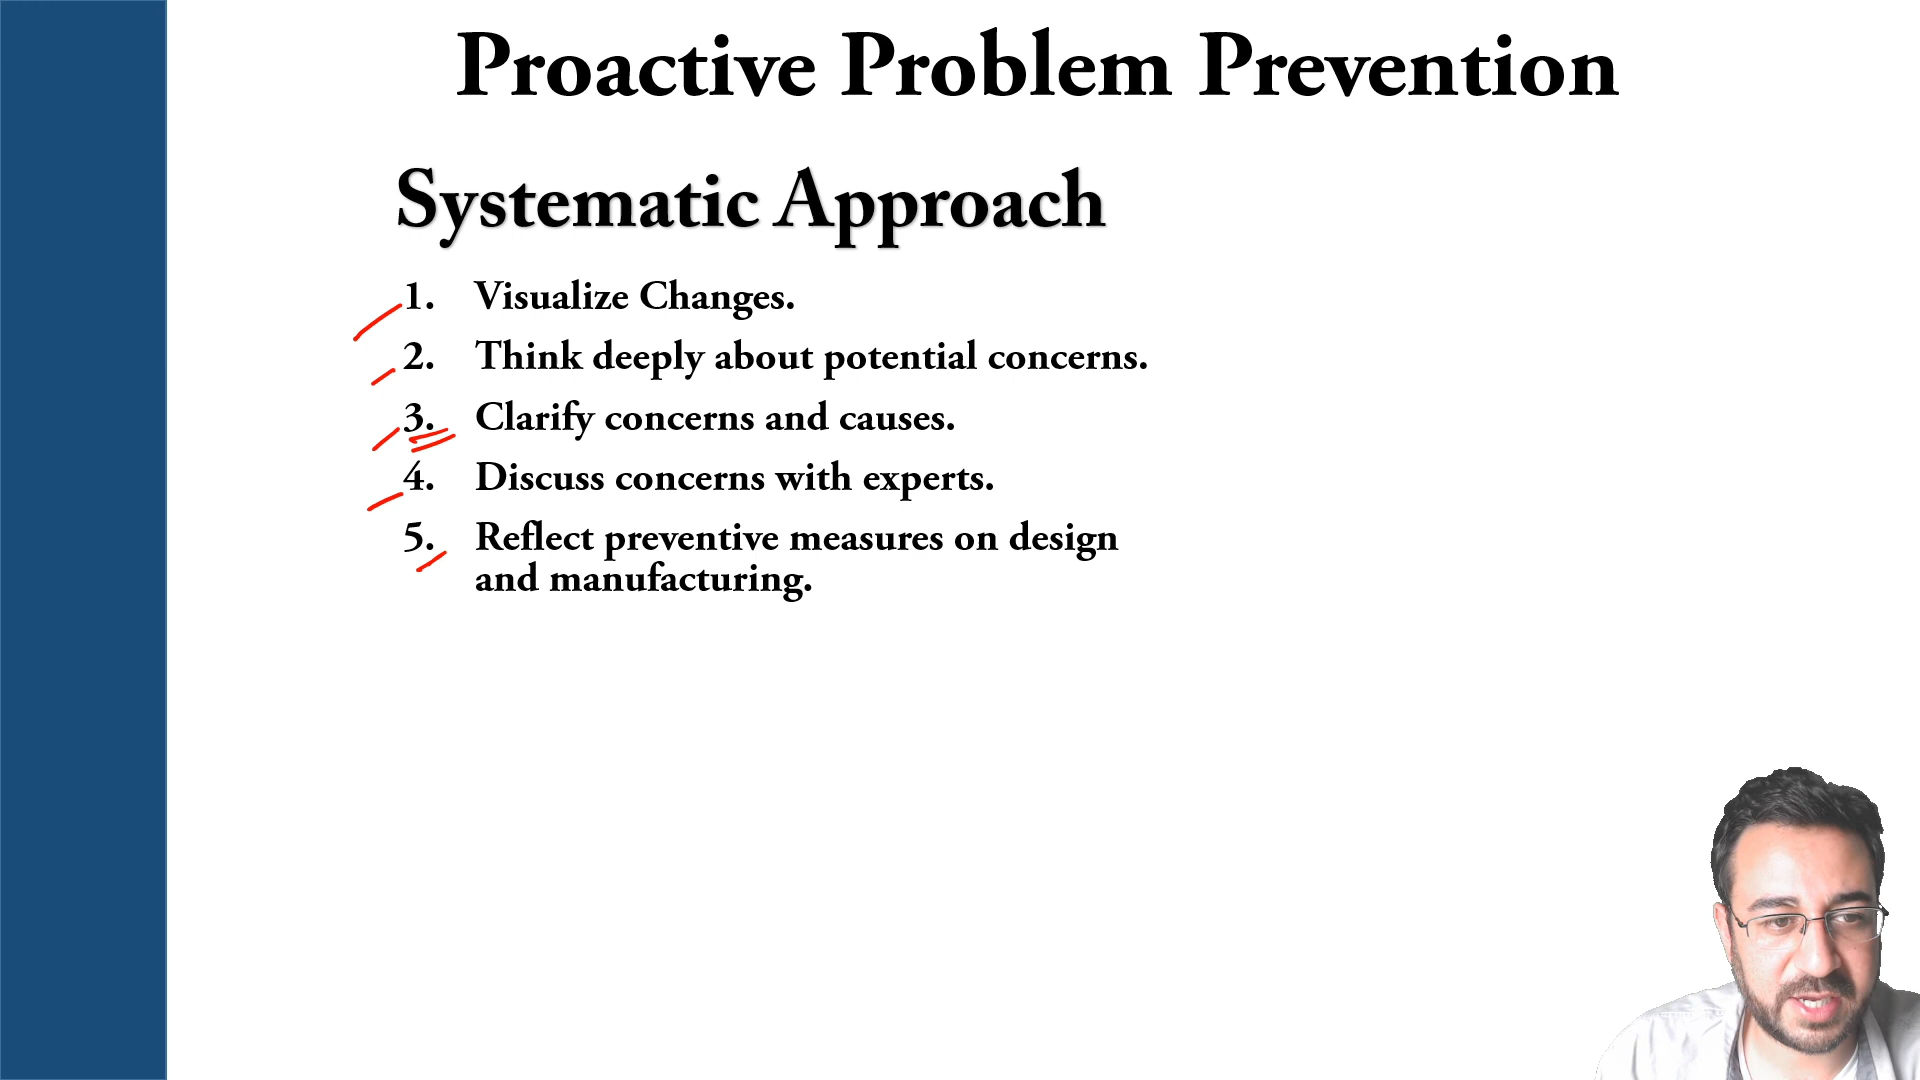 Proactive Problem Prevention
Systematic Approach
1. Visualize Changes.
2. Think deeply about potential concerns.
3. Clarify concerns and causes.
4. Discuss concerns with experts.
5. Reflect preventive measures on design
and manufacturing.